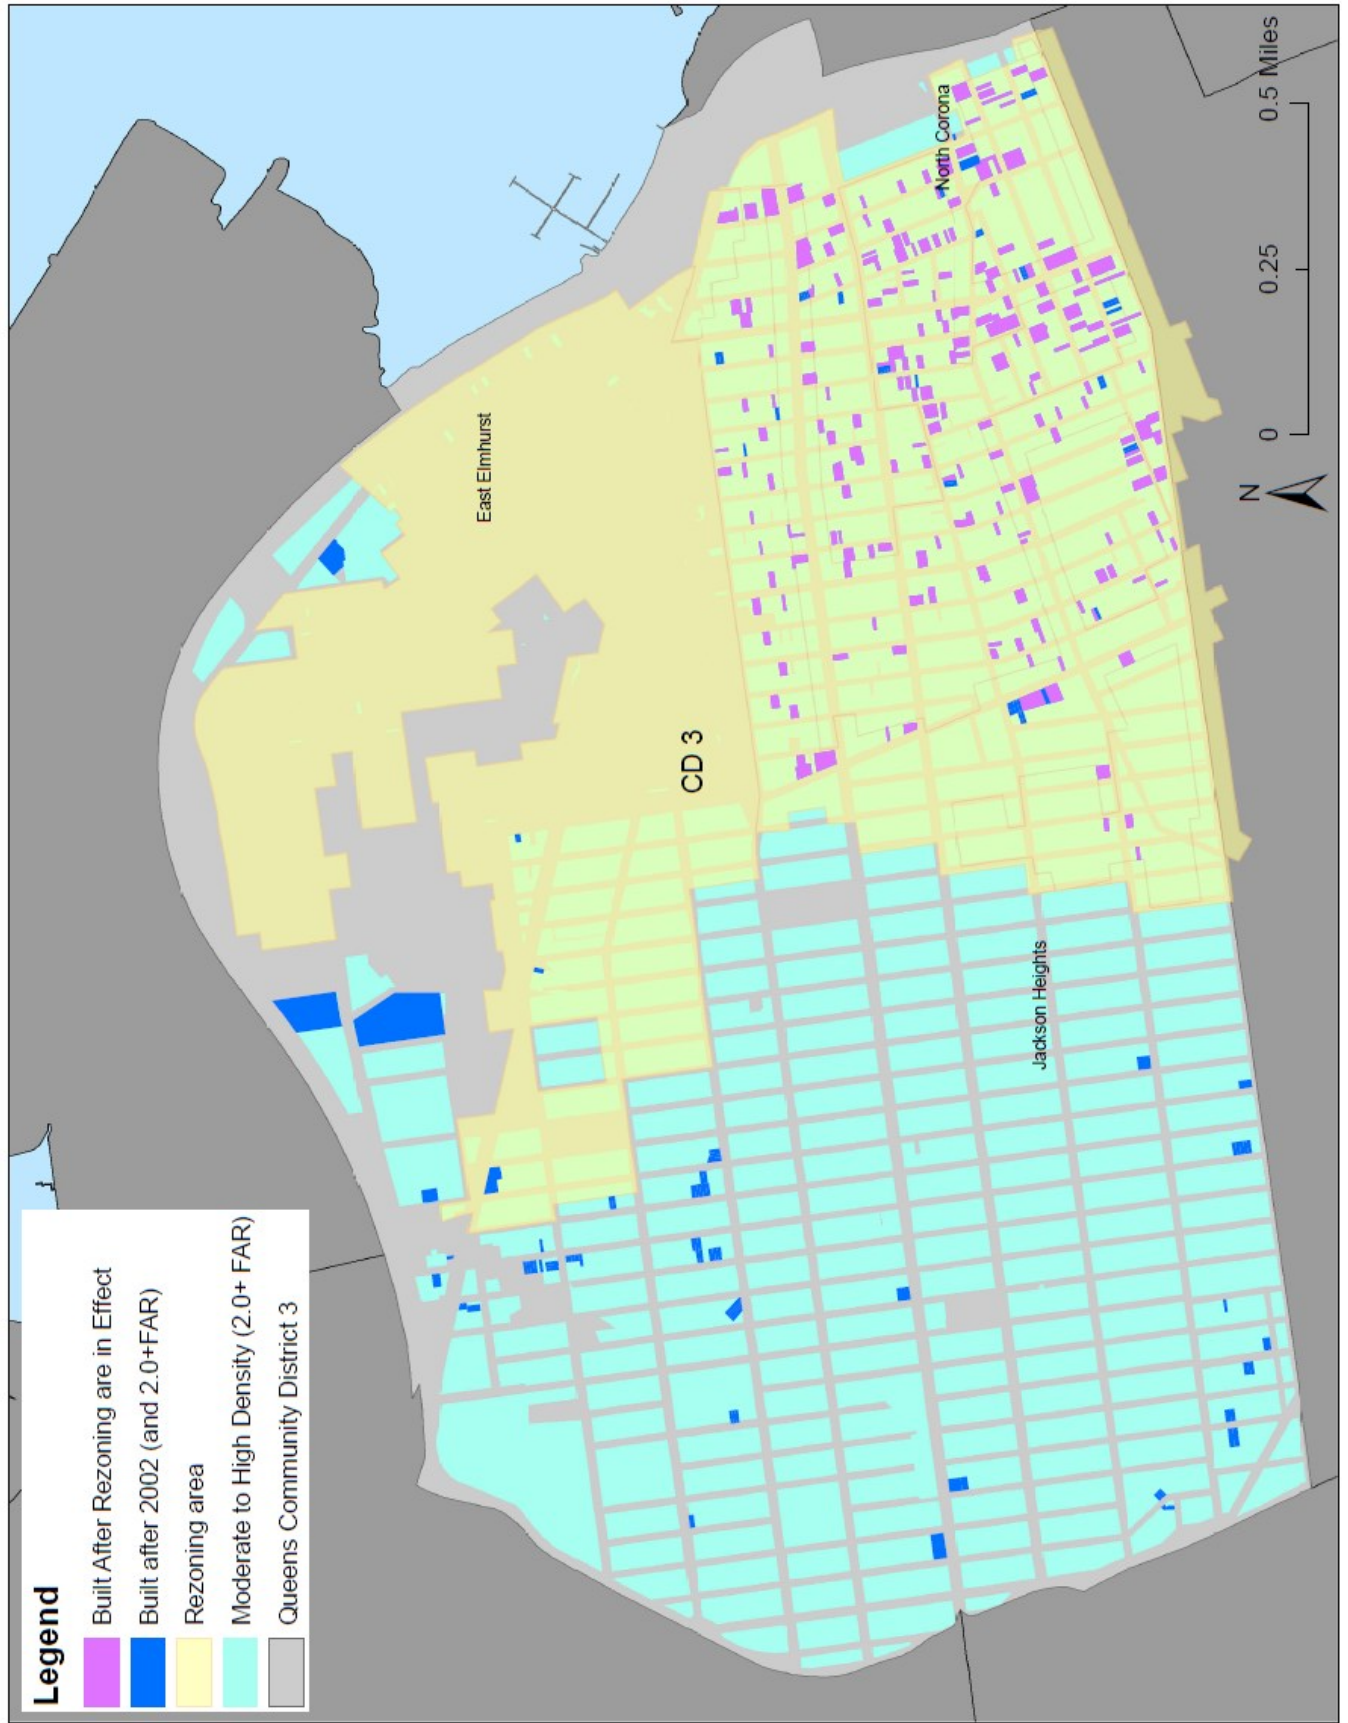 Legend
Built After Rezoning are in Effect
Built after 2002 (and 2.0+FAR)
Rezoning area
Moderate to High Density (2.0+ FAR)
Queens Community District 3
East Elmhurst
CD 3
North Corona
Jackson Heights
N
0 0.25 0.5 Miles